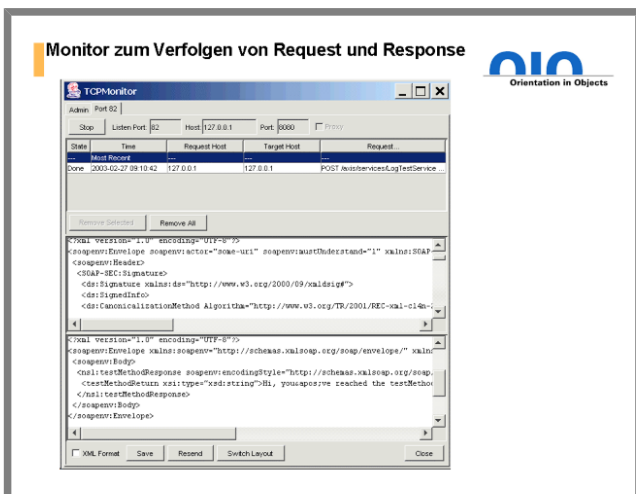 Monitor zum Verfolgen von Request und Response
Orientation in Objects
TCPMonitor
Admin Port 82
Stop Listen Port: 82 Host: 127.0.0.1 Port: 8080 Proxy
State Time Request Host Target Host Request...
--- Most Recent --- --- ---
Done 2003-02-27 09:10:42 127.0.0.1 127.0.0.1 POST /axis/services/LogTestService ...
Remove Selected Remove All
<?xml version="1.0" encoding="UTF-8"?>
<soapenv:Envelope soapenv:actor="some-uri" soapenv:mustUnderstand="1" xmlns:SOAP-
<soapenv:Header>
<SOAP-SEC:Signature>
<ds:Signature xmlns:ds="http://www.w3.org/2000/09/xmldsig#">
<ds:SignedInfo>
<ds:CanonicalizationMethod Algorithm="http://www.w3.org/TR/2001/REC-xml-c14n-2
<?xml version="1.0" encoding="UTF-8"?>
<soapenv:Envelope xmlns:soapenv="http://schemas.xmlsoap.org/soap/envelope/" xmlns
<soapenv:Body>
<ns1:testMethodResponse soapenv:encodingStyle="http://schemas.xmlsoap.org/soap.
<testMethodReturn xsi:type="xsd:string">Hi, you&apos;ve reached the testMethod
</ns1:testMethodResponse>
</soapenv:Body>
</soapenv:Envelope>
XML Format Save Resend Switch Layout Close